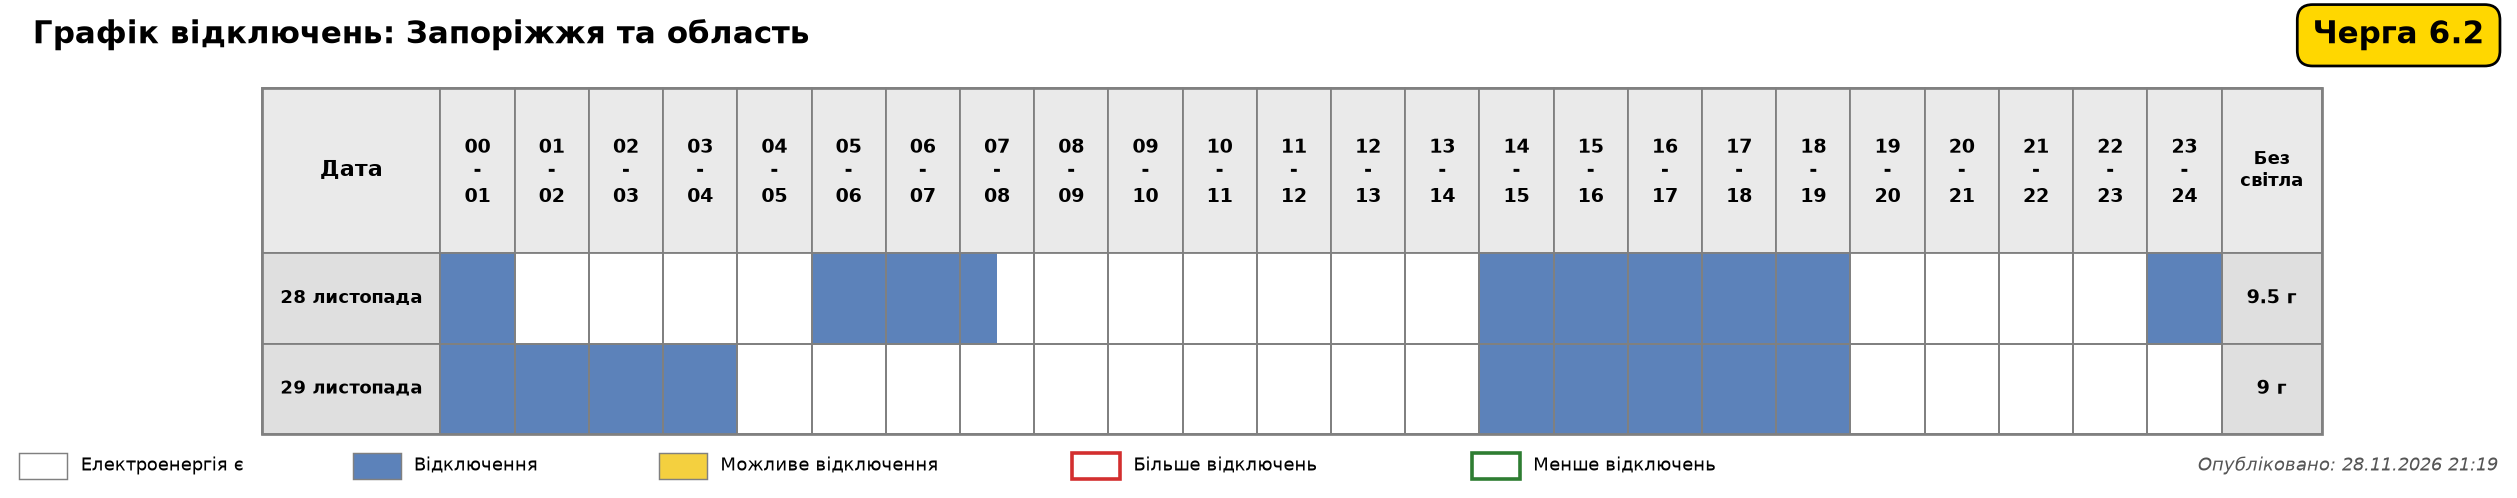 Графік відключень: Запоріжжя та область
Черга 6.2
Дата 00 - 01 01 - 02 02 - 03 03 - 04 04 - 05 05 - 06 06 - 07 07 - 08 08 - 09 09 - 10 10 - 11 11 - 12 12 - 13 13 - 14 14 - 15 15 - 16 16 - 17 17 - 18 18 - 19 19 - 20 20 - 21 21 - 22 22 - 23 23 - 24 Без світла
28 листопада 9.5 г
29 листопада 9 г
Електроенергія є Відключення Можливе відключення Більше відключень Менше відключень Опубліковано: 28.11.2026 21:19